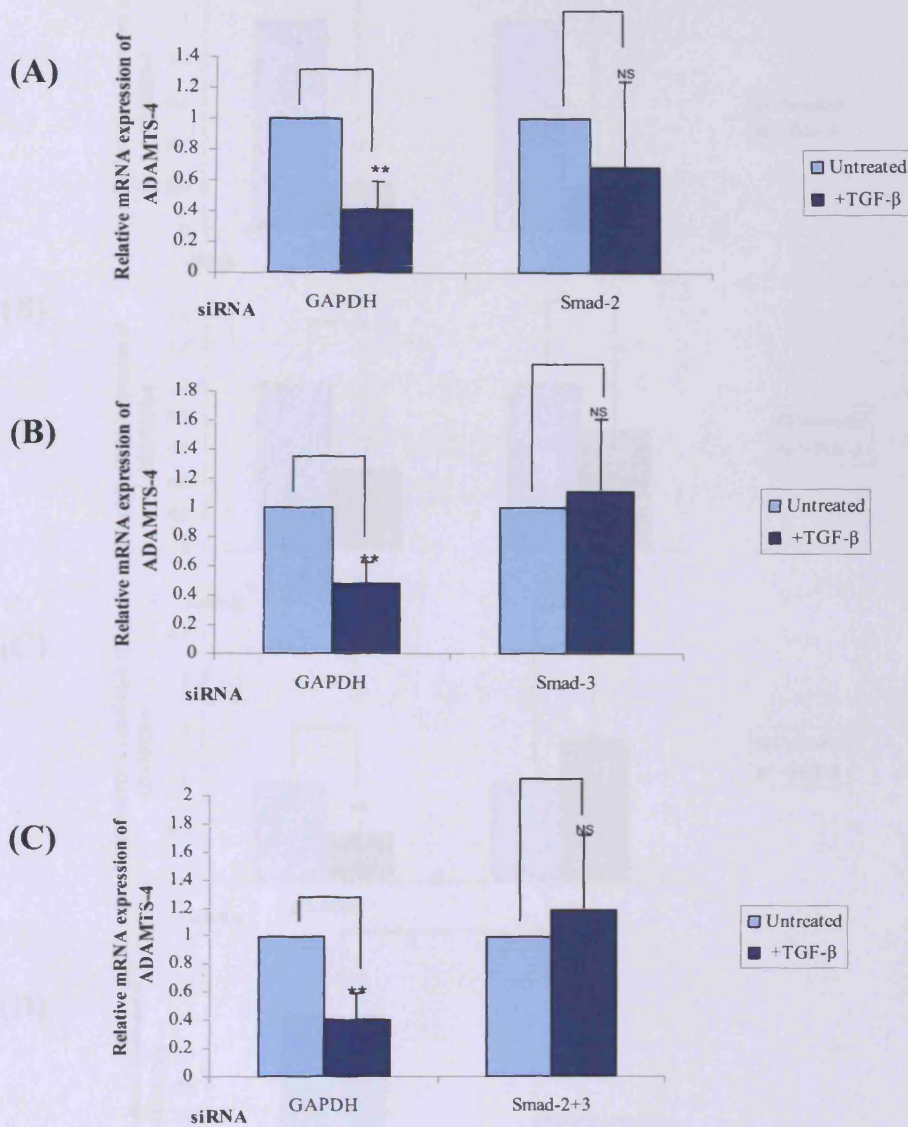 (A)
Relative mRNA expression of
ADAMTS-4
1.4
1.2
1
0.8
0.6
0.4
0.2
0
**
NS
Untreated
+TGF-β
siRNA
GAPDH
Smad-2
(B)
Relative mRNA expression of
ADAMTS-4
1.8
1.6
1.4
1.2
1
0.8
0.6
0.4
0.2
0
**
NS
Untreated
+TGF-β
siRNA
GAPDH
Smad-3
(C)
Relative mRNA expression of
ADAMTS-4
2
1.8
1.6
1.4
1.2
1
0.8
0.6
0.4
0.2
0
**
NS
Untreated
+TGF-β
siRNA
GAPDH
Smad-2+3